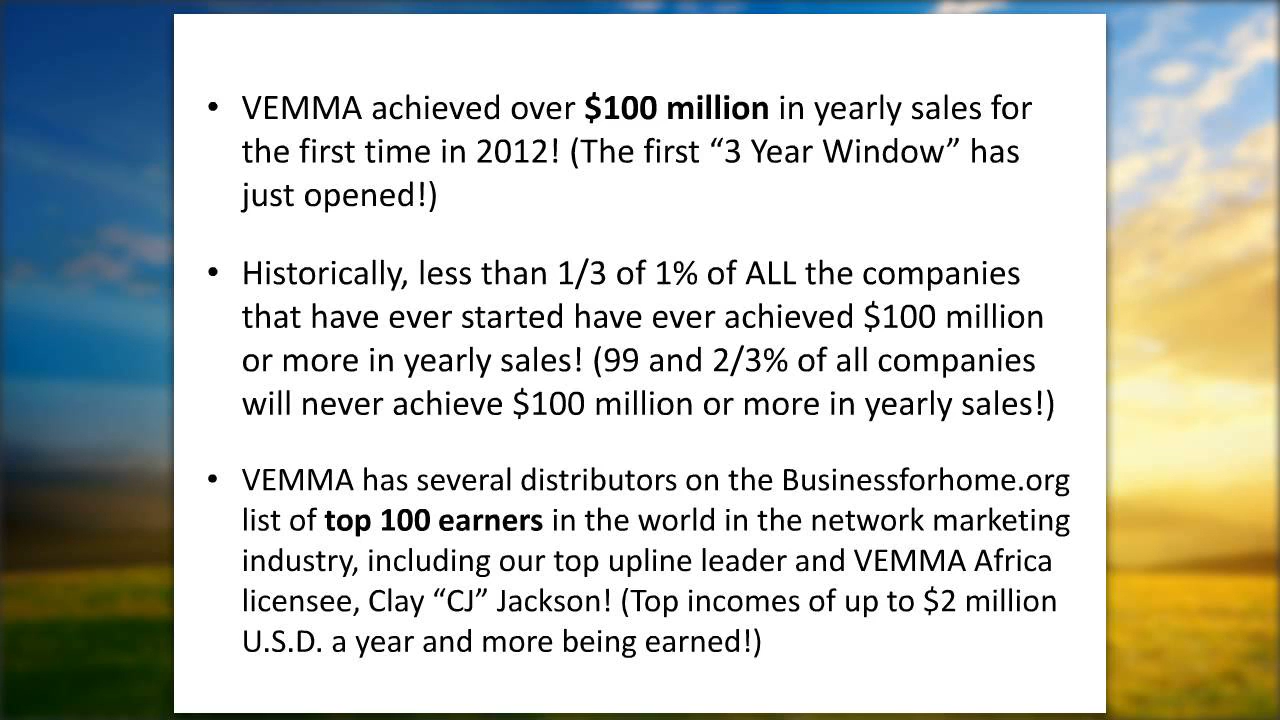 • VEMMA achieved over $100 million in yearly sales for
the first time in 2012! (The first “3 Year Window” has
just opened!)
• Historically, less than 1/3 of 1% of ALL the companies
that have ever started have ever achieved $100 million
or more in yearly sales! (99 and 2/3% of all companies
will never achieve $100 million or more in yearly sales!)
• VEMMA has several distributors on the Businessforhome.org
list of top 100 earners in the world in the network marketing
industry, including our top upline leader and VEMMA Africa
licensee, Clay “CJ” Jackson! (Top incomes of up to $2 million
U.S.D. a year and more being earned!)